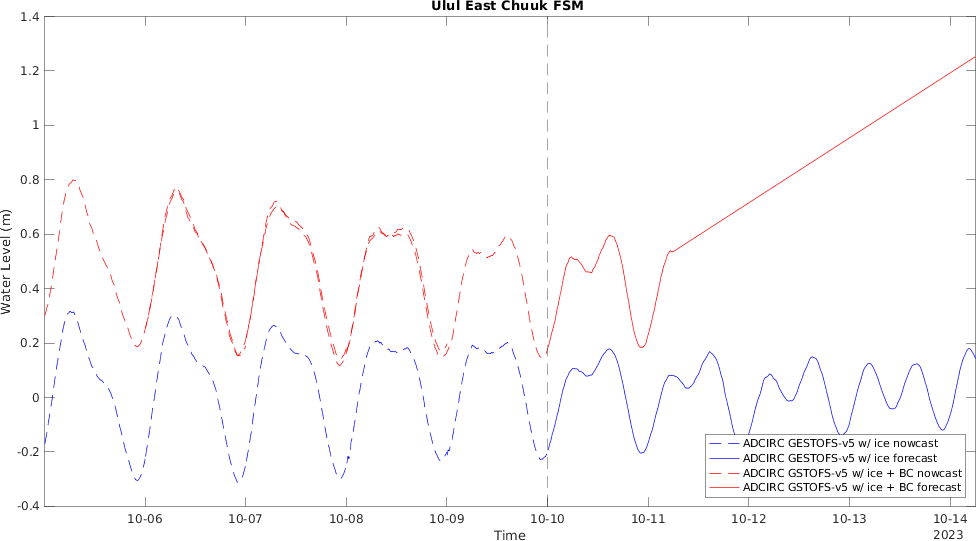 Ulul East Chuuk FSM
Water Level (m)
1.4
1.2
1
0.8
0.6
0.4
0.2
0
-0.2
-0.4
ADCIRC GESTOFS-v5 w/ ice nowcast
ADCIRC GESTOFS-v5 w/ ice forecast
ADCIRC GSTOFS-v5 w/ ice + BC nowcast
ADCIRC GSTOFS-v5 w/ ice + BC forecast
10-06 10-07 10-08 10-09 10-10 10-11 10-12 10-13 10-14
Time
2023